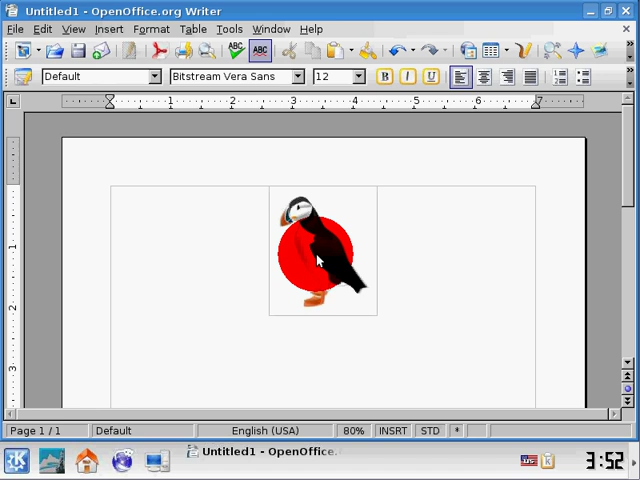 Untitled1 - OpenOffice.org Writer
File Edit View Insert Format Table Tools Window Help
ABC ABC
Default Bitstream Vera Sans 12 B I U
1 2 3 4 5 6 7
1
2
3
Page 1 / 1 Default English (USA) 80% INSRT STD *
Untitled1 - OpenOffice.
3:52